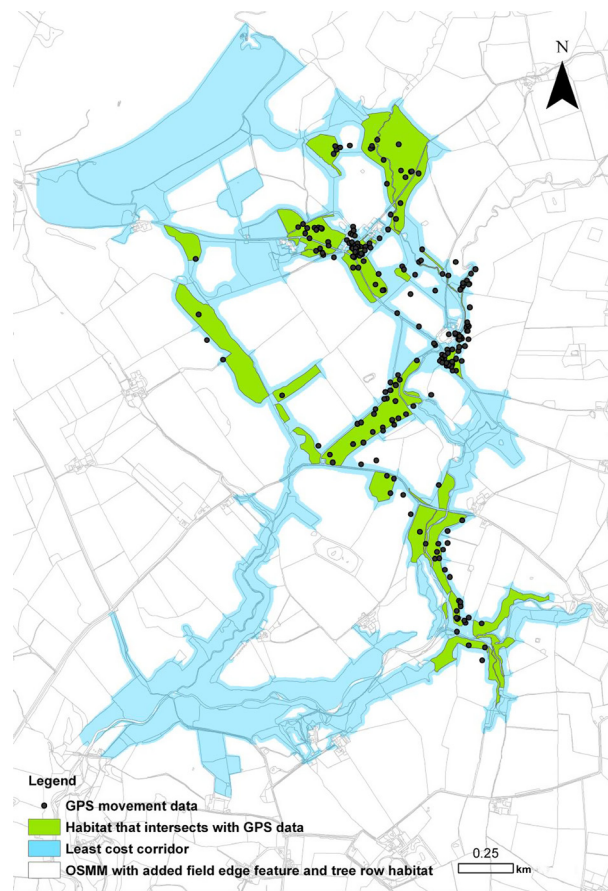 N
Legend
GPS movement data
Habitat that intersects with GPS data
Least cost corridor
OSMM with added field edge feature and tree row habitat
0.25
km